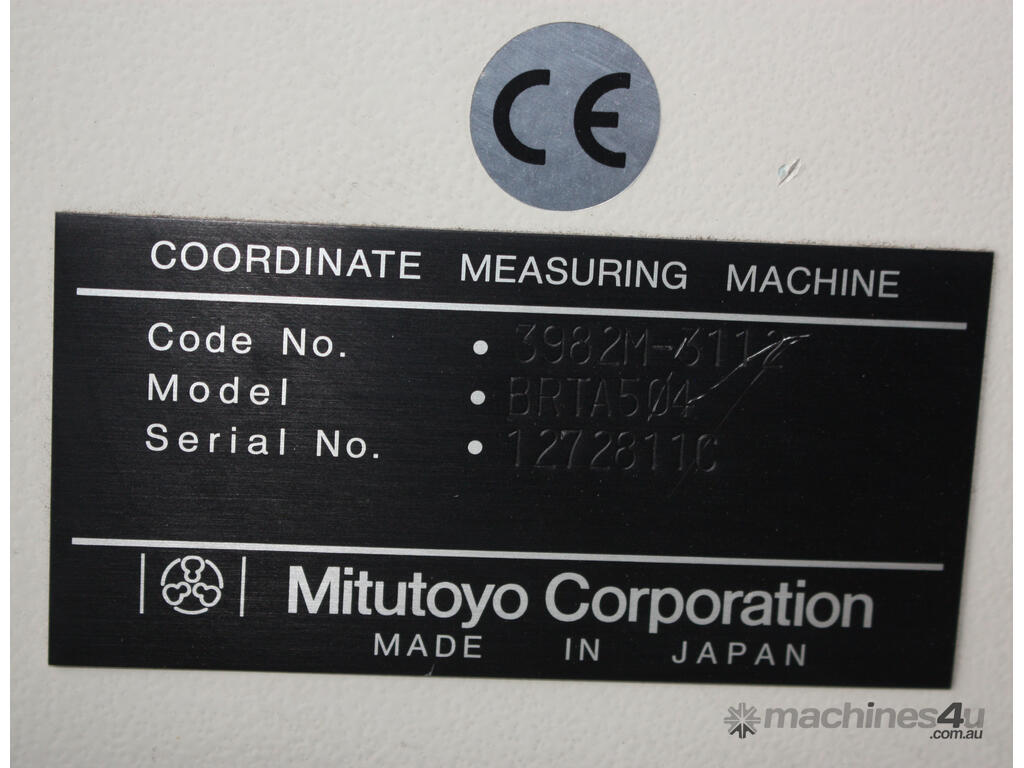 CE
COORDINATE MEASURING MACHINE
Code No. • 3982M-3112
Model • BRTA504
Serial No. • 1272811C
Mitutoyo Corporation
MADE IN JAPAN
machines4u
.com.au